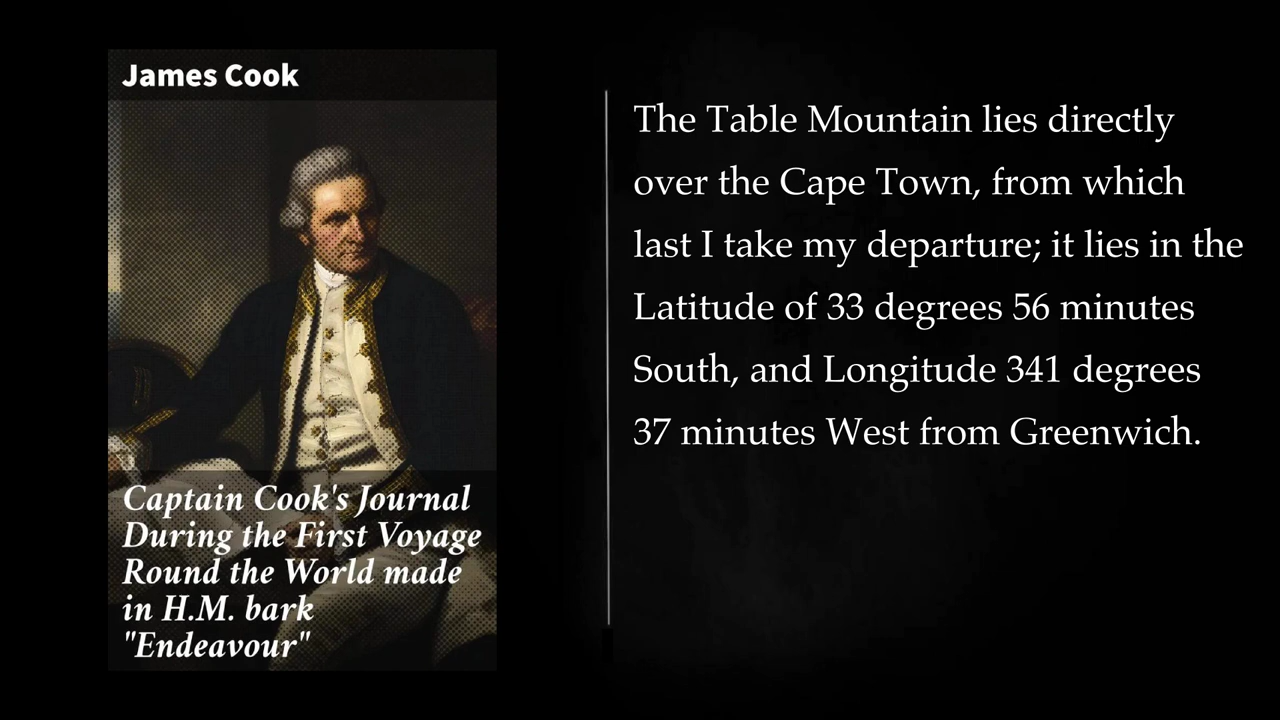 James Cook
Captain Cook's Journal
During the First Voyage
Round the World made
in H.M. bark
"Endeavour"
The Table Mountain lies directly
over the Cape Town, from which
last I take my departure; it lies in the
Latitude of 33 degrees 56 minutes
South, and Longitude 341 degrees
37 minutes West from Greenwich.